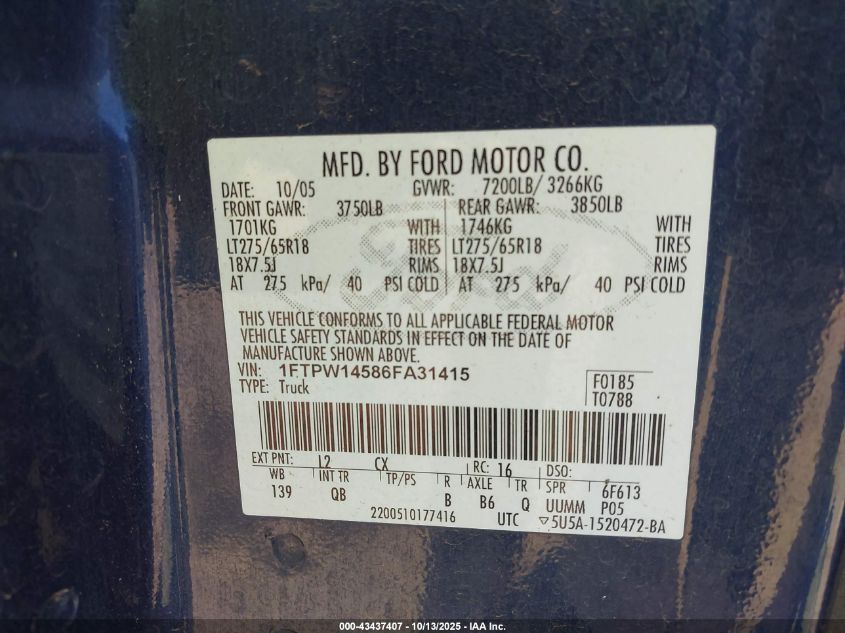 MFD. BY FORD MOTOR CO.
DATE: 10/05 GVWR: 7200LB/ 3266KG
FRONT GAWR: 3750LB REAR GAWR: 3850LB
1701KG WITH 1746KG WITH
LT275/65R18 TIRES LT275/65R18 TIRES
18X7.5J RIMS 18X7.5J RIMS
AT 275 kPa/ 40 PSI COLD AT 275 kPa/ 40 PSI COLD
Ford
THIS VEHICLE CONFORMS TO ALL APPLICABLE FEDERAL MOTOR
VEHICLE SAFETY STANDARDS IN EFFECT ON THE DATE OF
MANUFACTURE SHOWN ABOVE.
VIN: 1FTPW14586FA31415
TYPE: Truck
F0185
T0788
EXT PNT: L2 CX RC: 16 DSO:
WB INT TR TP/PS R AXLE TR SPR 6F613
139 QB B B6 Q UUMM P05
2200510177416 UTC ▽5U5A-1520472-BA
000-43437407 - 10/13/2025 - IAA Inc.